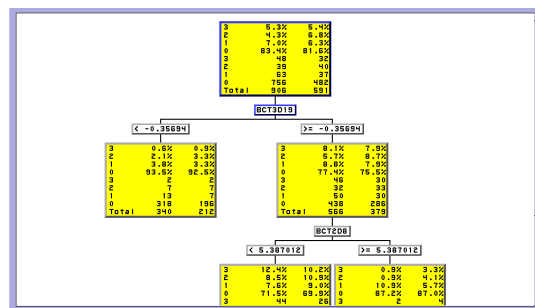 3 5.3% 5.4%
2 4.3% 6.8%
1 7.0% 6.3%
0 83.4% 81.6%
3 48 32
2 39 40
1 63 37
0 756 482
Total 906 591
BCT3D19
< -0.35694 >= -0.35694
3 0.6% 0.9%
2 2.1% 3.3%
1 3.8% 3.3%
0 93.5% 92.5%
3 2 2
2 7 7
1 13 7
0 318 196
Total 340 212
3 8.1% 7.9%
2 5.7% 8.7%
1 8.8% 7.9%
0 77.4% 75.5%
3 46 30
2 32 33
1 50 30
0 438 286
Total 566 379
BCT2D8
< 5.387012 >= 5.387012
3 12.4% 10.2%
2 8.5% 10.9%
1 7.6% 9.0%
0 71.5% 69.9%
3 44 26
3 0.9% 3.3%
2 0.9% 4.1%
1 10.9% 5.7%
0 87.2% 87.0%
3 2 4